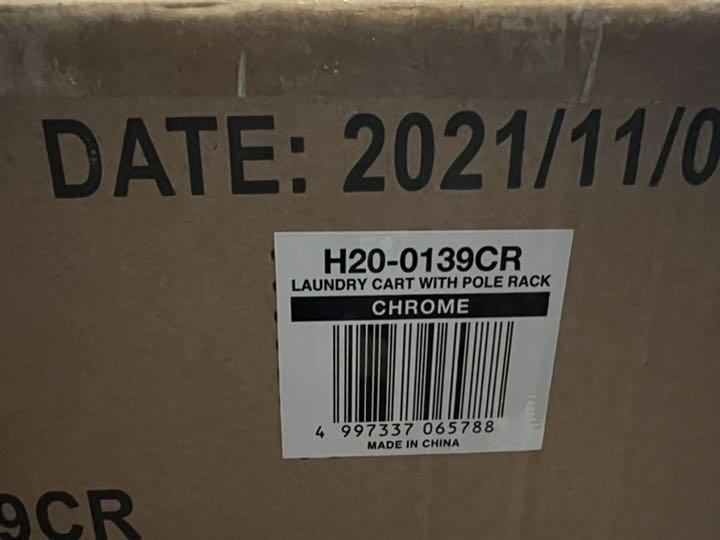 DATE: 2021/11/0
H20-0139CR
LAUNDRY CART WITH POLE RACK
CHROME
4 997337 065788
MADE IN CHINA
9CR